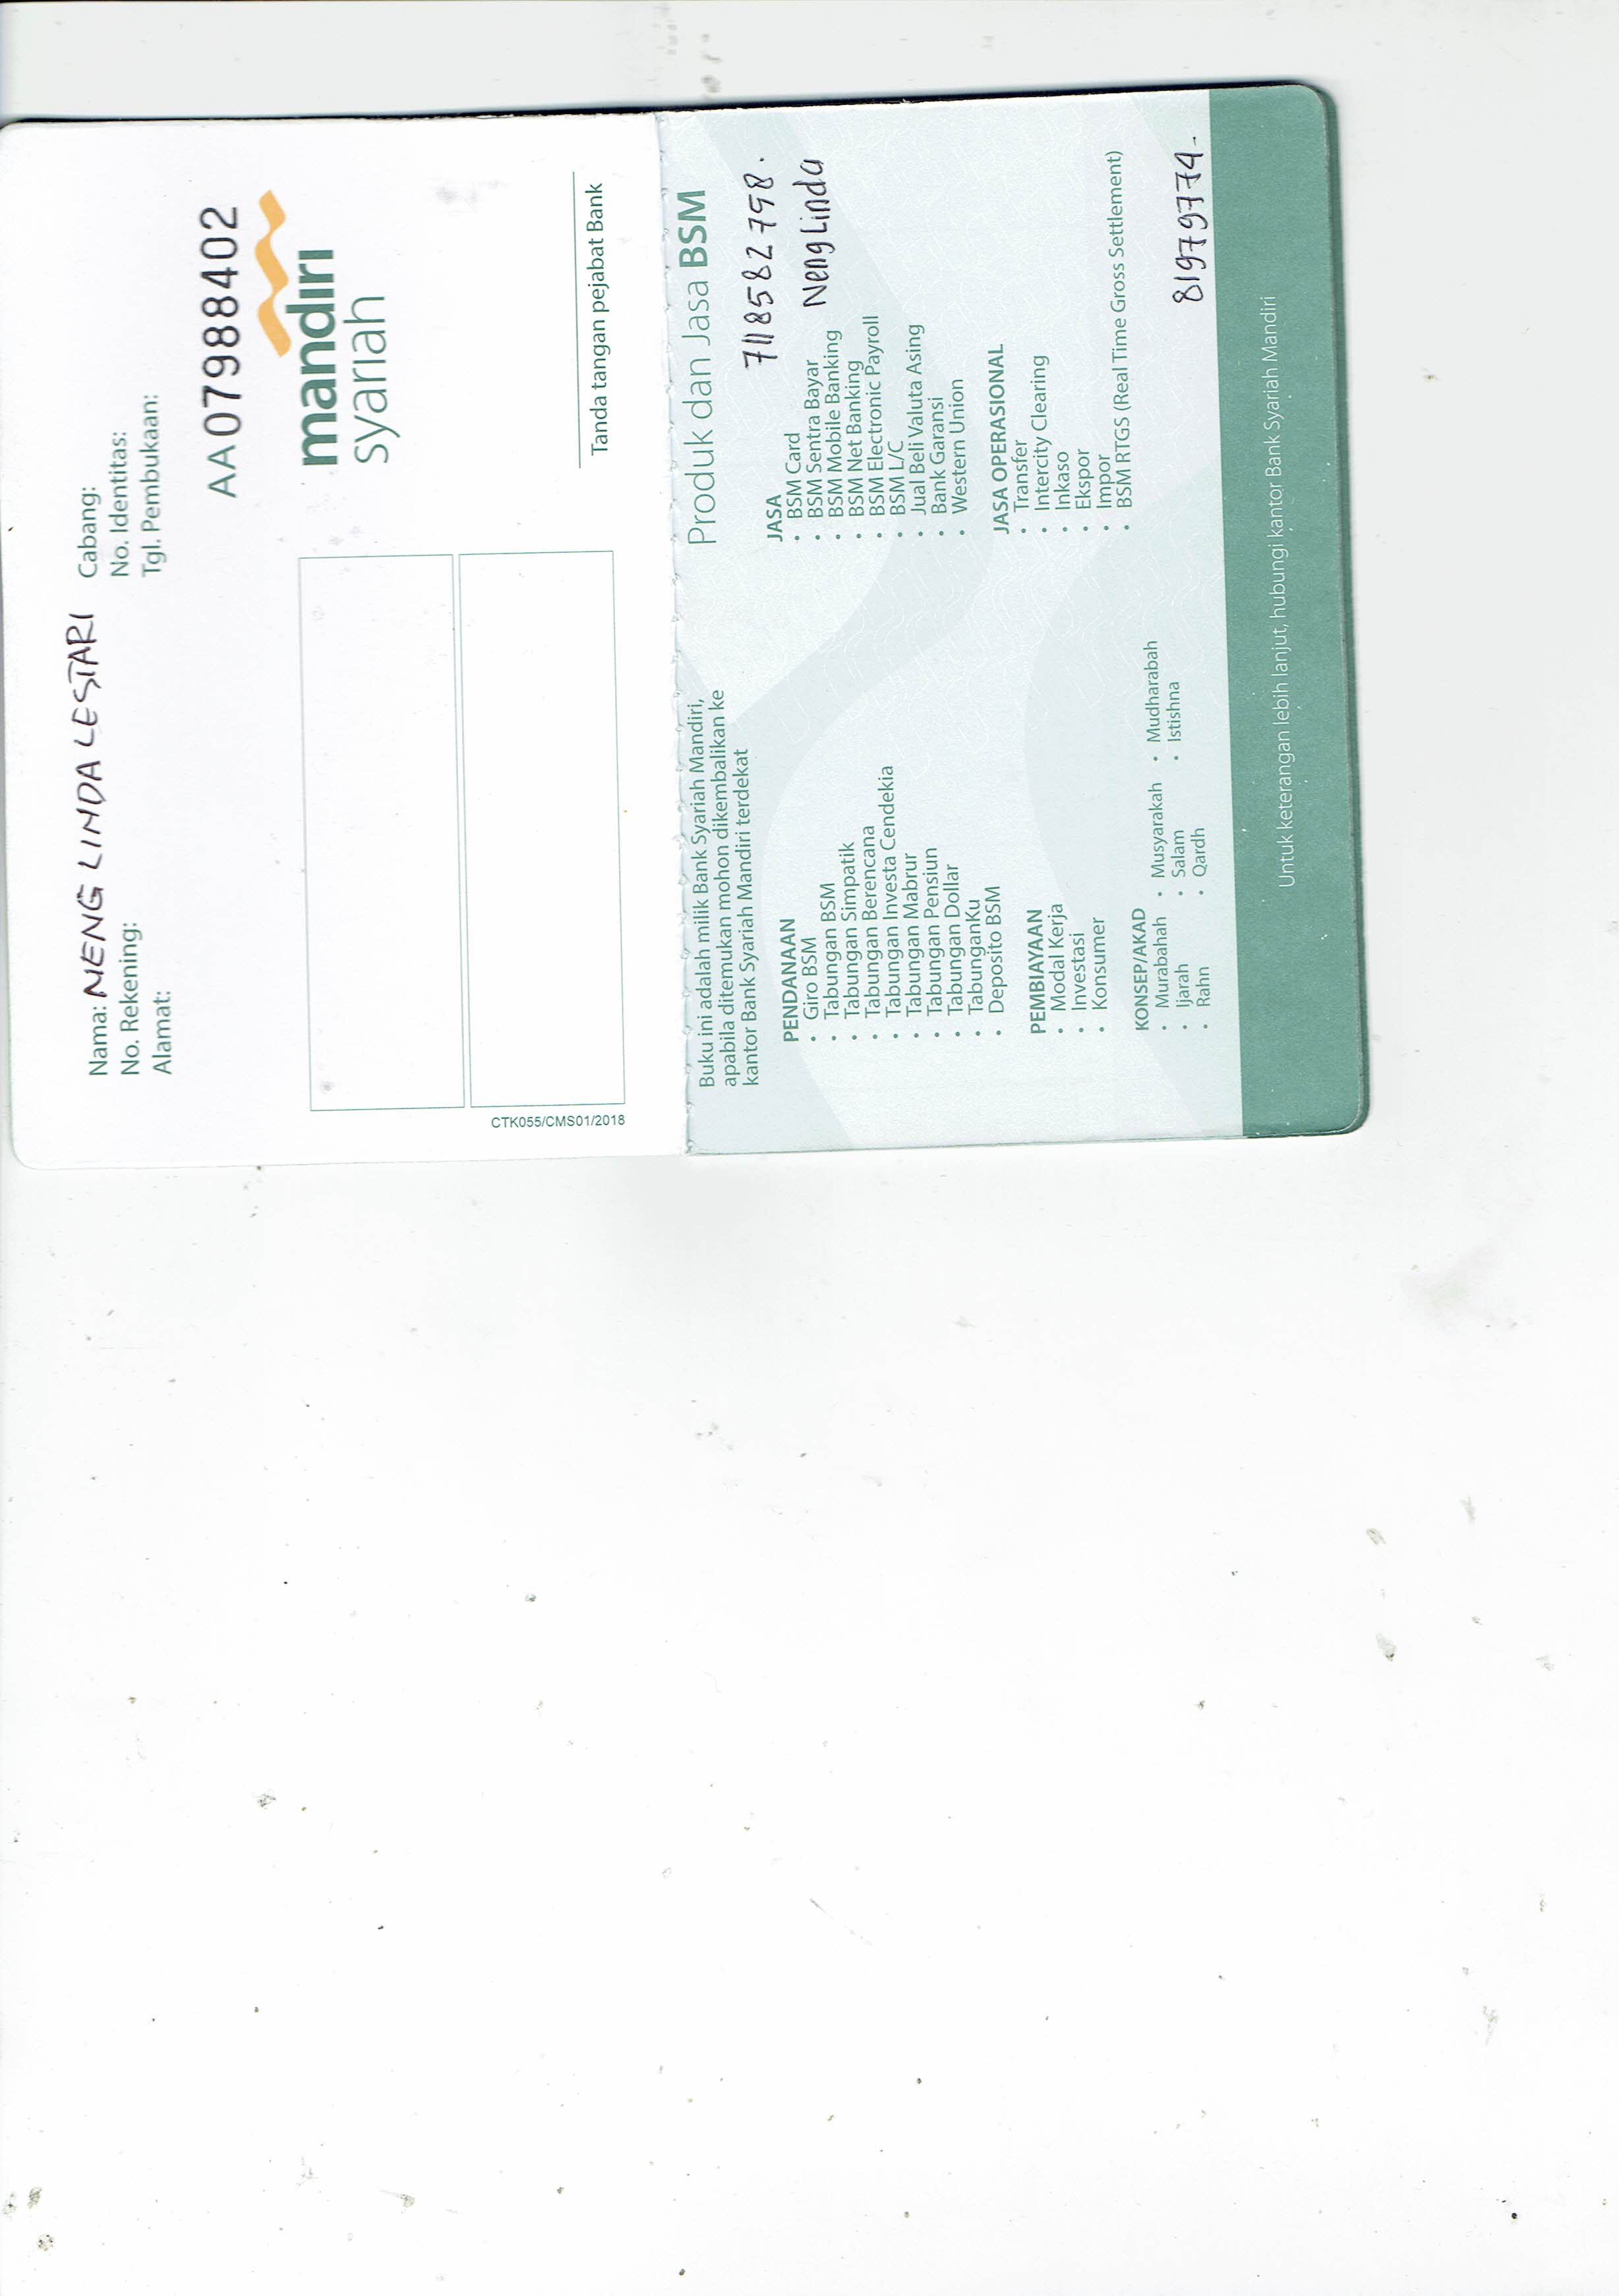 Nama: NENG LINDA LESTARI
No. Rekening:
Alamat:
Cabang:
No. Identitas:
Tgl. Pembukaan:
AA07988402
mandiri
syariah
Tanda tangan pejabat Bank
CTK055/CMS01/2018
Buku ini adalah milik Bank Syariah Mandiri,
apabila ditemukan mohon dikembalikan ke
kantor Bank Syariah Mandiri terdekat
PENDANAAN
• Giro BSM
• Tabungan BSM
• Tabungan Simpatik
• Tabungan Berencana
• Tabungan Investa Cendekia
• Tabungan Mabrur
• Tabungan Pensiun
• Tabungan Dollar
• TabunganKu
• Deposito BSM
PEMBIAYAAN
• Modal Kerja
• Investasi
• Konsumer
KONSEP/AKAD
• Murabahah • Musyarakah • Mudharabah
• Ijarah • Salam • Istishna
• Rahn • Qardh
Produk dan Jasa BSM
7118582798.
Neng Linda
JASA
• BSM Card
• BSM Sentra Bayar
• BSM Mobile Banking
• BSM Net Banking
• BSM Electronic Payroll
• BSM L/C
• Jual Beli Valuta Asing
• Bank Garansi
• Western Union
JASA OPERASIONAL
• Transfer
• Intercity Clearing
• Inkaso
• Ekspor
• Impor
• BSM RTGS (Real Time Gross Settlement)
81979774-
Untuk keterangan lebih lanjut, hubungi kantor Bank Syariah Mandiri